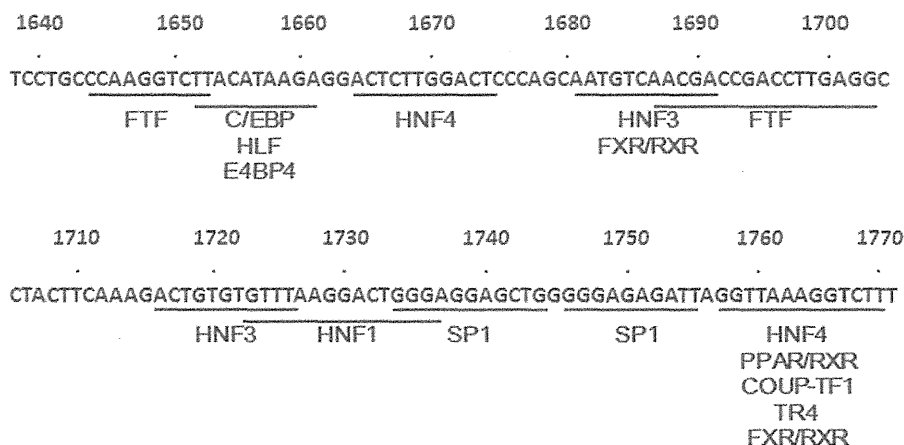 1640 1650 1660 1670 1680 1690 1700
TCCTGCCCAAGGTCTTACATAAGAGGACTCTTGGACTCCCAGCAATGTCAACGACCGACCTTGAGGC
FTF C/EBP HNF4 HNF3 FTF
HLF FXR/RXR
E4BP4
1710 1720 1730 1740 1750 1760 1770
CTACTTCAAAGACTGTGTGTTTAAGGACTGGGAGGAGCTGGGGGAGAGATTAGGTTAAAGGTCTTT
HNF3 HNF1 SP1 SP1 HNF4
PPAR/RXR
COUP-TF1
TR4
FXR/RXR